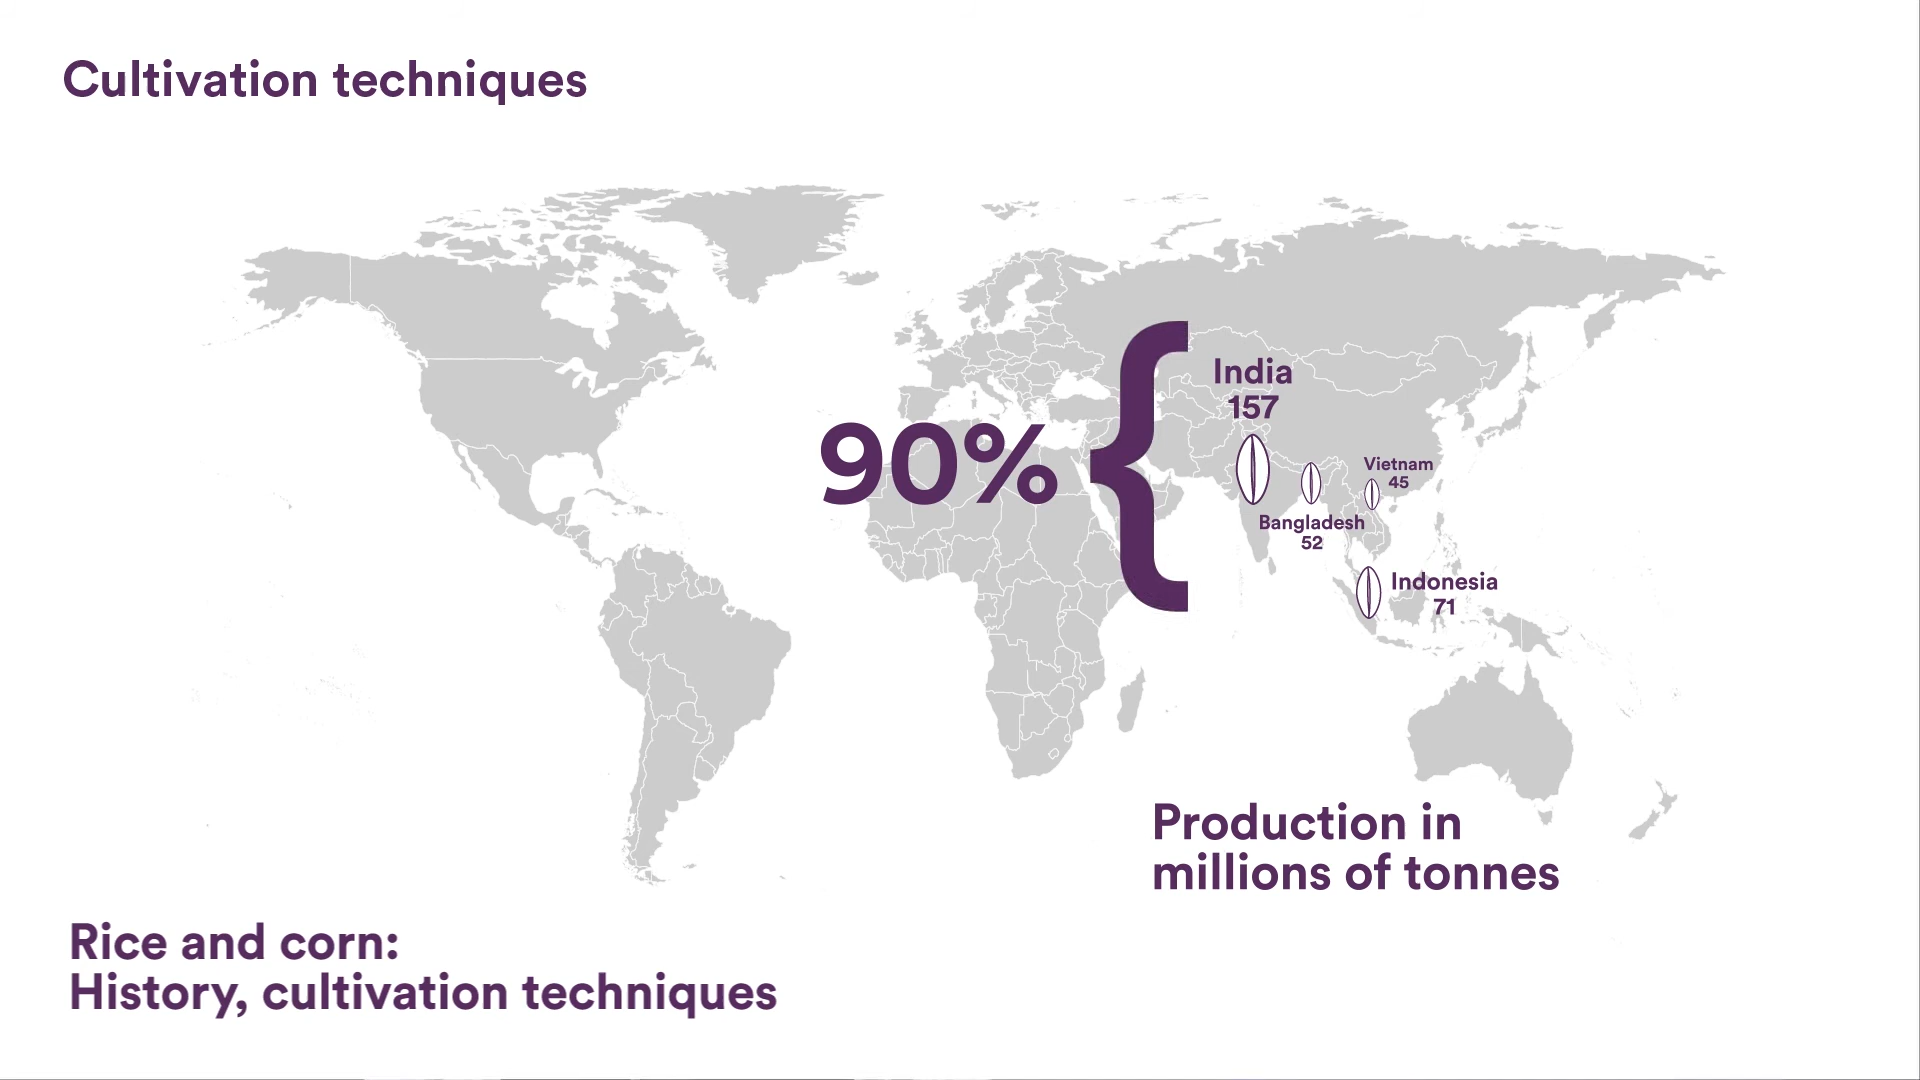 Cultivation techniques
90%
{
India
157
Vietnam
45
Bangladesh
52
Indonesia
71
Production in
millions of tonnes
Rice and corn:
History, cultivation techniques